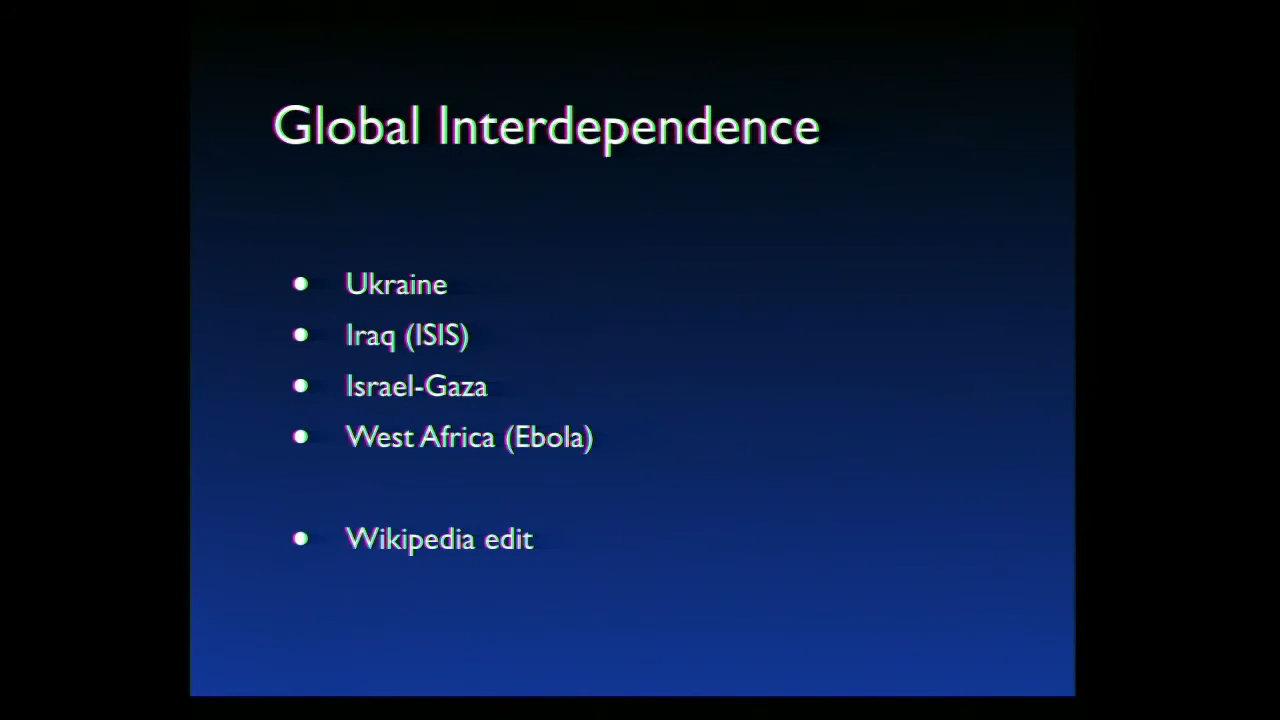 Global Interdependence
• Ukraine
• Iraq (ISIS)
• Israel-Gaza
• West Africa (Ebola)
• Wikipedia edit